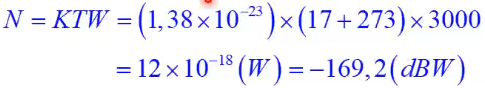 N = KTW = (1,38×10⁻²³)×(17+273)×3000
= 12×10⁻¹⁸(W) = −169,2(dBW)